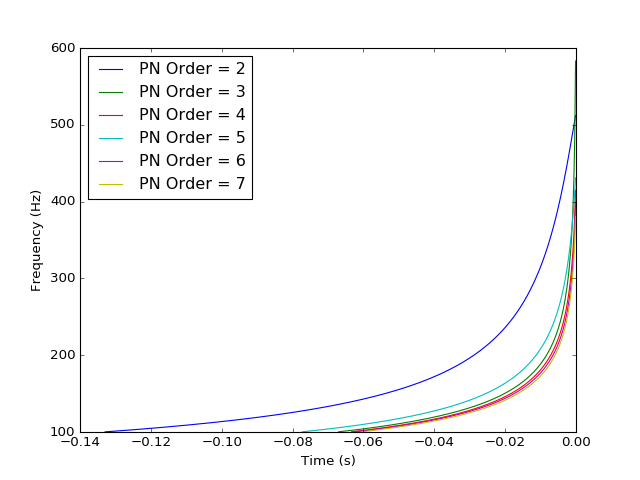 600
500
400
300
200
100
Frequency (Hz)
PN Order = 2
PN Order = 3
PN Order = 4
PN Order = 5
PN Order = 6
PN Order = 7
−0.14 −0.12 −0.10 −0.08 −0.06 −0.04 −0.02 0.00
Time (s)